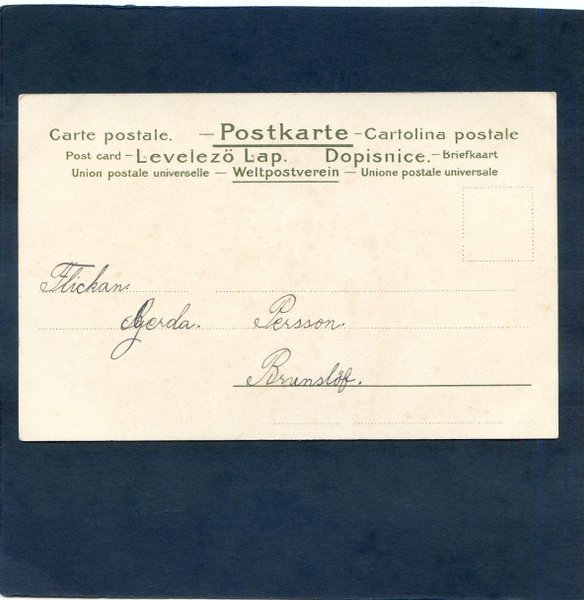 Carte postale. — Postkarte – Cartolina postale
Post card – Levelezö Lap. Dopisnice. – Briefkaart
Union postale universelle — Weltpostverein — Unione postale universale
Flickan.
Gerda. Persson.
Brunslöf.